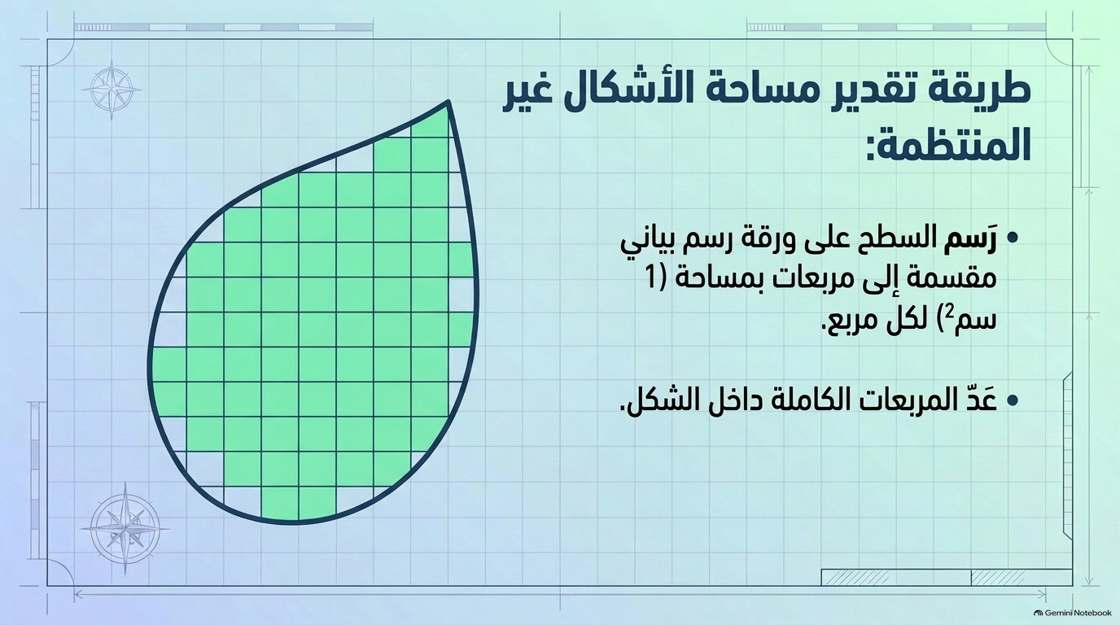 طريقة تقدير مساحة الأشكال غير
المنتظمة:
• رَسم السطح على ورقة رسم بياني
مقسمة إلى مربعات بمساحة (1
سم²) لكل مربع.
• عَدّ المربعات الكاملة داخل الشكل.
Gemini Notebook